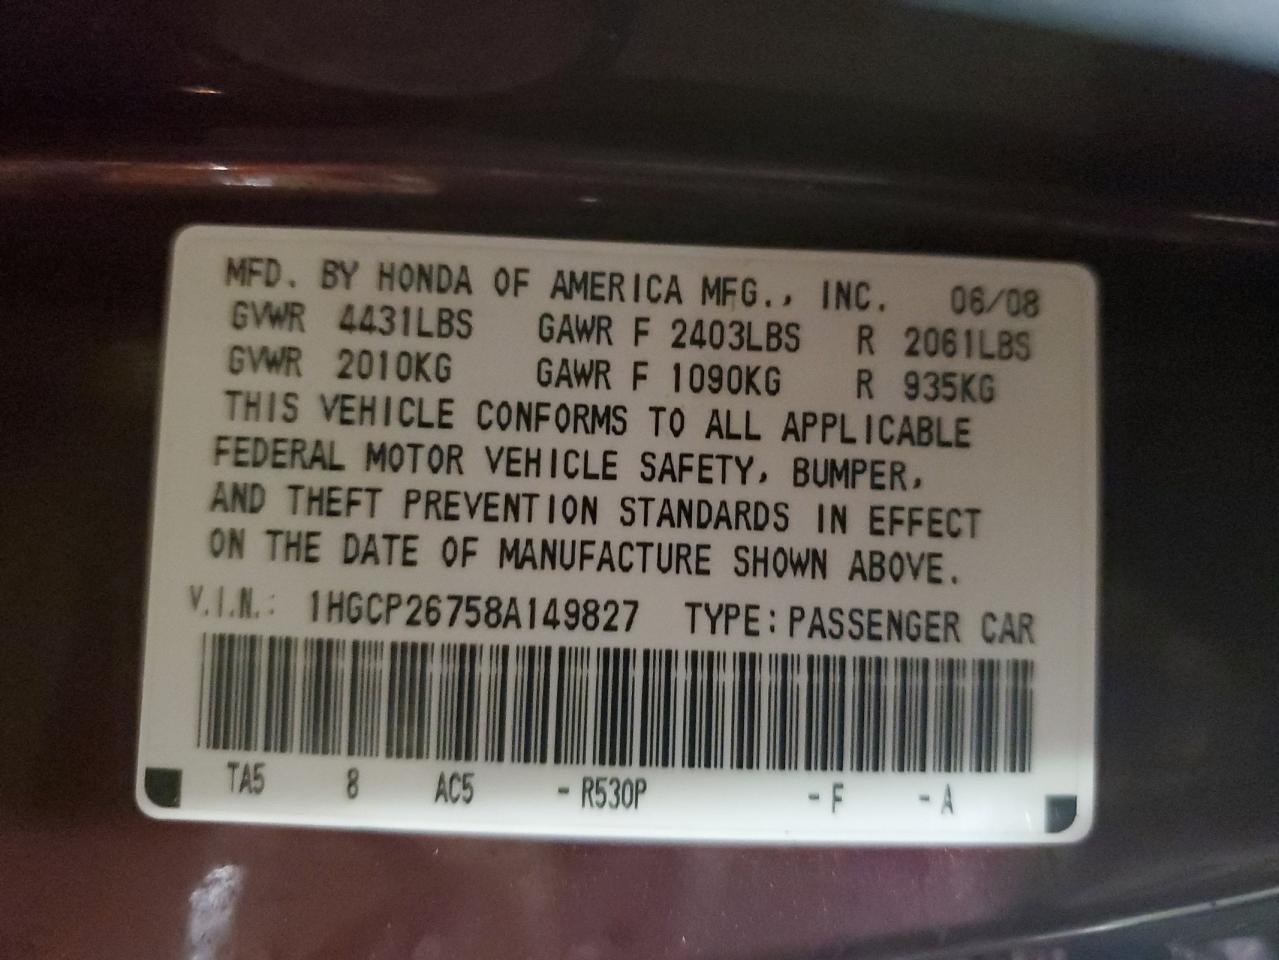 MFD. BY HONDA OF AMERICA MFG., INC. 06/08
GVWR 4431LBS GAWR F 2403LBS R 2061LBS
GVWR 2010KG GAWR F 1090KG R 935KG
THIS VEHICLE CONFORMS TO ALL APPLICABLE
FEDERAL MOTOR VEHICLE SAFETY, BUMPER,
AND THEFT PREVENTION STANDARDS IN EFFECT
ON THE DATE OF MANUFACTURE SHOWN ABOVE.
V.I.N.: 1HGCP26758A149827 TYPE: PASSENGER CAR
TA5 8 AC5 - R530P - F - A